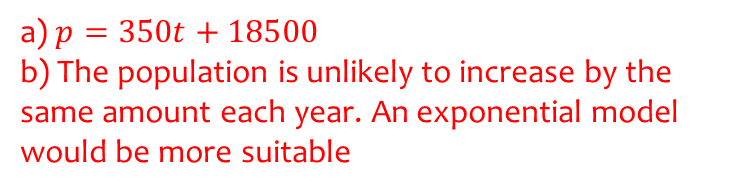 a) p = 350t + 18500
b) The population is unlikely to increase by the
same amount each year. An exponential model
would be more suitable